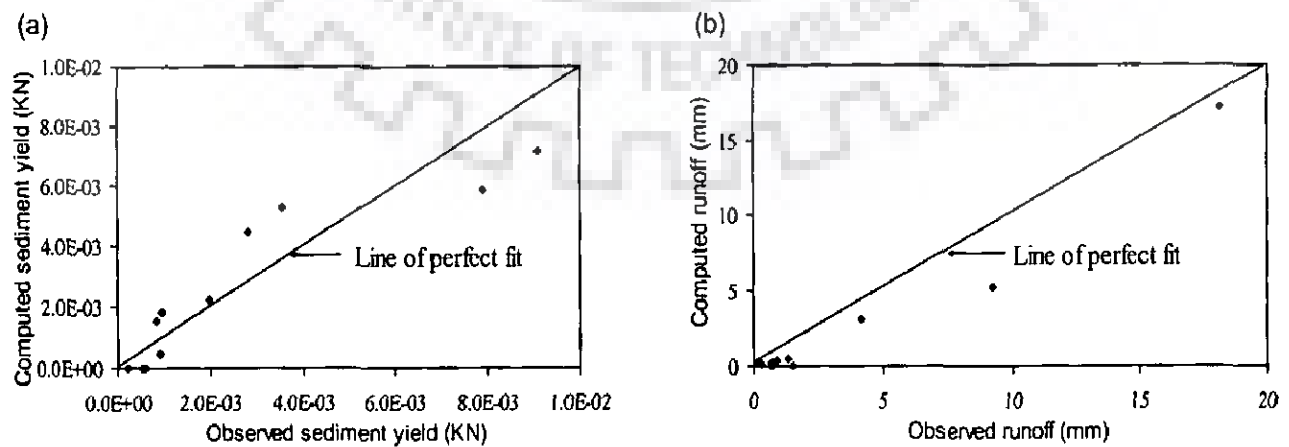 (a)
(b)
TE OF TECHNOLOG
Computed sediment yield (KN)
1.0E-02
8.0E-03
6.0E-03
4.0E-03
2.0E-03
0.0E+00
Line of perfect fit
0.0E+00 2.0E-03 4.0E-03 6.0E-03 8.0E-03 1.0E-02
Observed sediment yield (KN)
Computed runoff (mm)
20
15
10
5
0
Line of perfect fit
0 5 10 15 20
Observed runoff (mm)